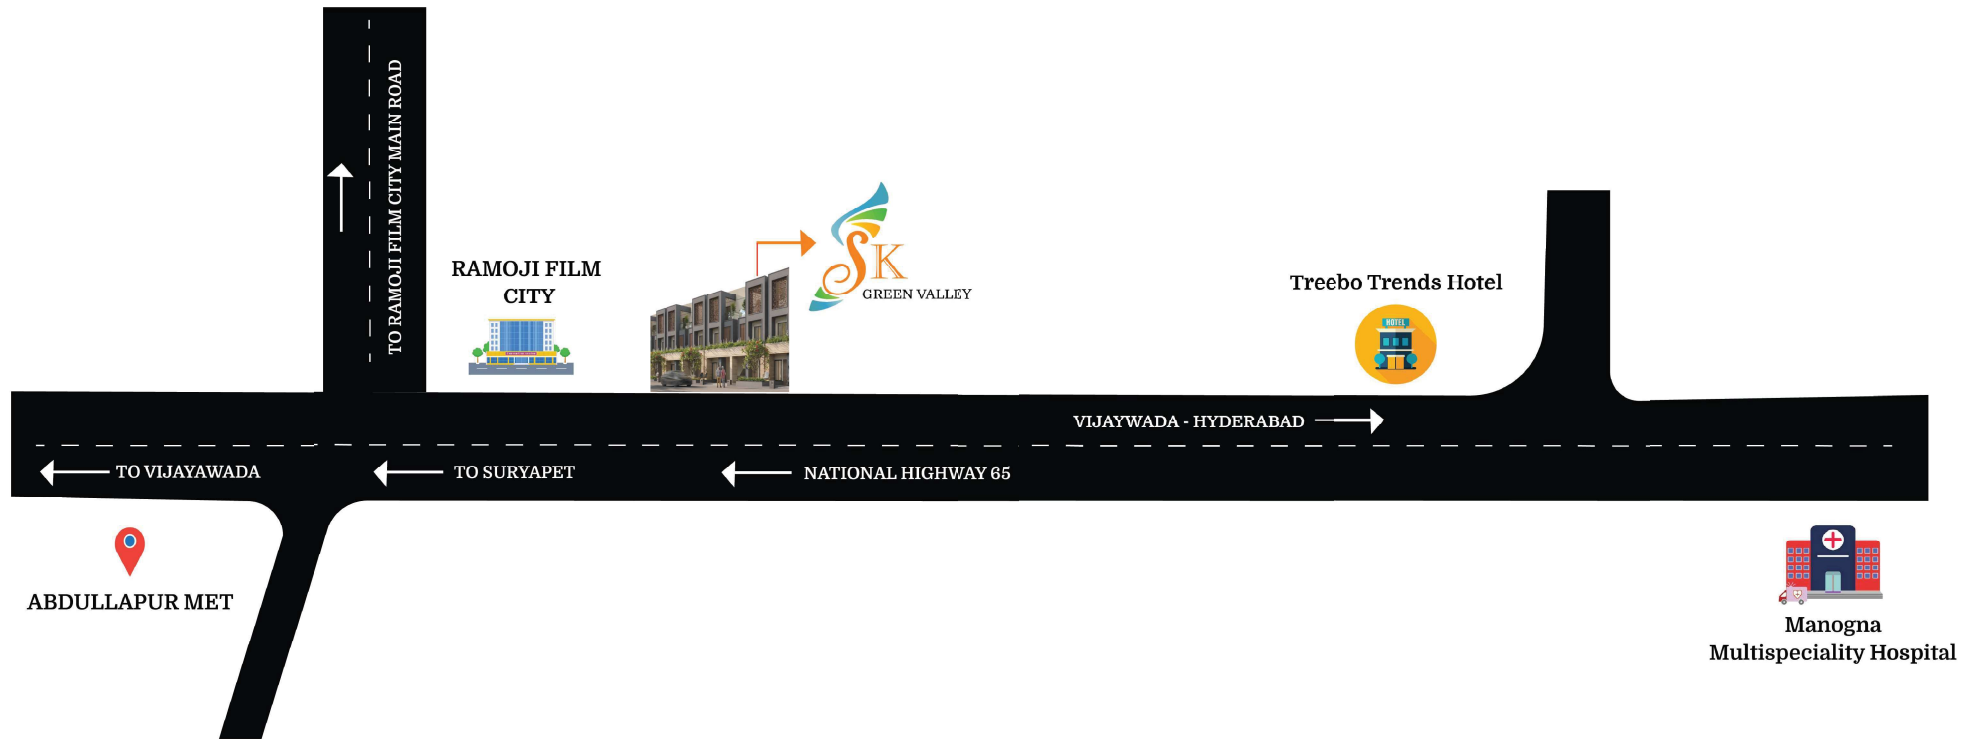 TO RAMOJI FILM CITY MAIN ROAD
RAMOJI FILM
CITY
SK
GREEN VALLEY
Treebo Trends Hotel
HOTEL
VIJAYWADA - HYDERABAD
TO VIJAYAWADA
TO SURYAPET
NATIONAL HIGHWAY 65
ABDULLAPUR MET
Manogna
Multispeciality Hospital